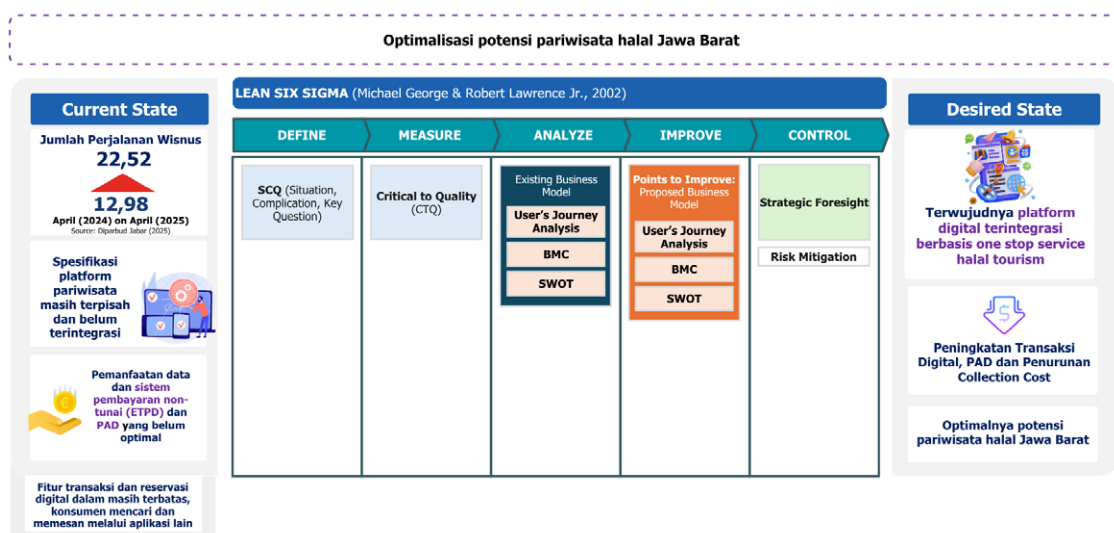 Optimalisasi potensi pariwisata halal Jawa Barat
Current State
Jumlah Perjalanan Wisnus
22,52
12,98
April (2024) on April (2025)
Source: Diparbud Jabar (2025)
Spesifikasi
platform
pariwisata
masih terpisah
dan belum
terintegrasi
Pemanfaatan data
dan sistem
pembayaran non-
tunai (ETPD) dan
PAD yang belum
optimal
Fitur transaksi dan reservasi
digital dalam masih terbatas,
konsumen mencari dan
memesan melalui aplikasi lain
LEAN SIX SIGMA (Michael George & Robert Lawrence Jr., 2002)
DEFINE
MEASURE
ANALYZE
IMPROVE
CONTROL
SCQ (Situation,
Complication, Key
Question)
Critical to Quality
(CTQ)
Existing Business
Model
User's Journey
Analysis
BMC
SWOT
Points to Improve:
Proposed Business
Model
User's Journey
Analysis
BMC
SWOT
Strategic Foresight
Risk Mitigation
Desired State
Terwujudnya platform
digital terintegrasi
berbasis one stop service
halal tourism
Peningkatan Transaksi
Digital, PAD dan Penurunan
Collection Cost
Optimalnya potensi
pariwisata halal Jawa Barat